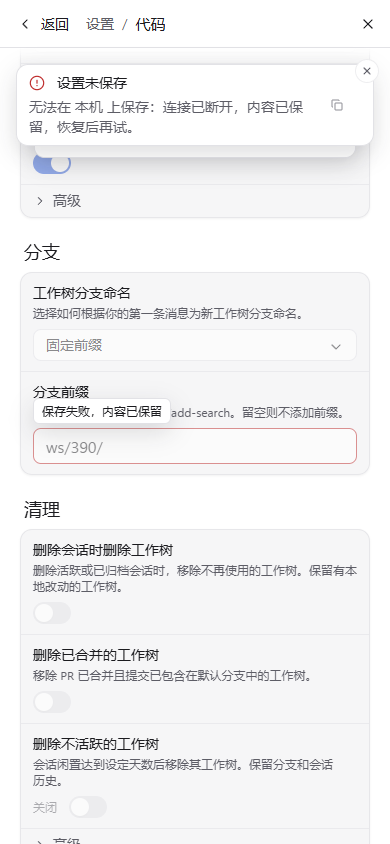 返回 设置 / 代码
设置未保存
无法在 本机 上保存：连接已断开，内容已保
留，恢复后再试。
高级
分支
工作树分支命名
选择如何根据你的第一条消息为新工作树分支命名。
固定前缀
分支前缀
保存失败，内容已保留
add-search。留空则不添加前缀。
ws/390/
清理
删除会话时删除工作树
删除活跃或已归档会话时，移除不再使用的工作树。保留有本
地改动的工作树。
删除已合并的工作树
移除 PR 已合并且提交已包含在默认分支中的工作树。
删除不活跃的工作树
会话闲置达到设定天数后移除其工作树。保留分支和会话
历史。
关闭
高级